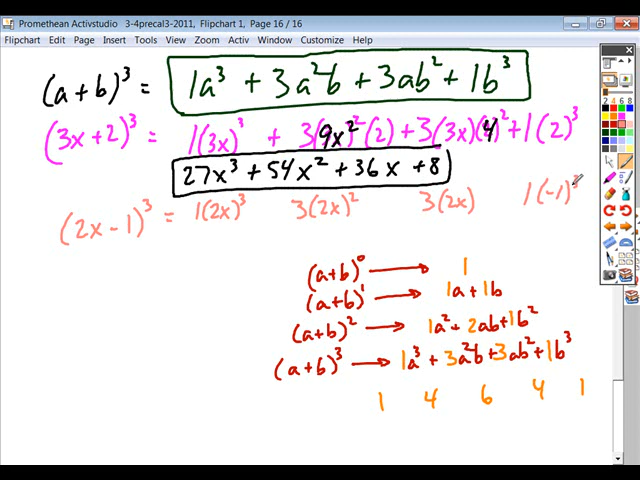 Promethean Activstudio 3-4precal3-2011, Flipchart 1, Page 16 / 16
Flipchart Edit Insert Tools View Zoom Activ Window Customize Help
(a + b)³ = 1a³ + 3a²b + 3ab² + 1b³
(3x + 2)³ = 1(3x)³ + 3(9x²)²(2) + 3(3x)(4)² + 1(2)³
27x³ + 54x² + 36x + 8
(2x - 1)³ = 1(2x)³ 3(2x)² 3(2x) 1(-1)³
(a+b)⁰ → 1
(a+b)¹ → 1a + 1b
(a+b)² → 1a² + 2ab + 1b²
(a+b)³ → 1a³ + 3a²b + 3ab² + 1b³
1 4 6 4 1